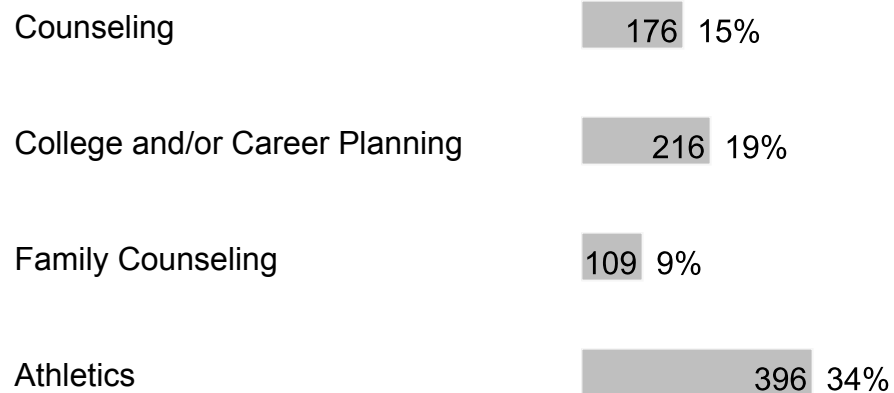 Counseling 176 15%
College and/or Career Planning 216 19%
Family Counseling 109 9%
Athletics 396 34%